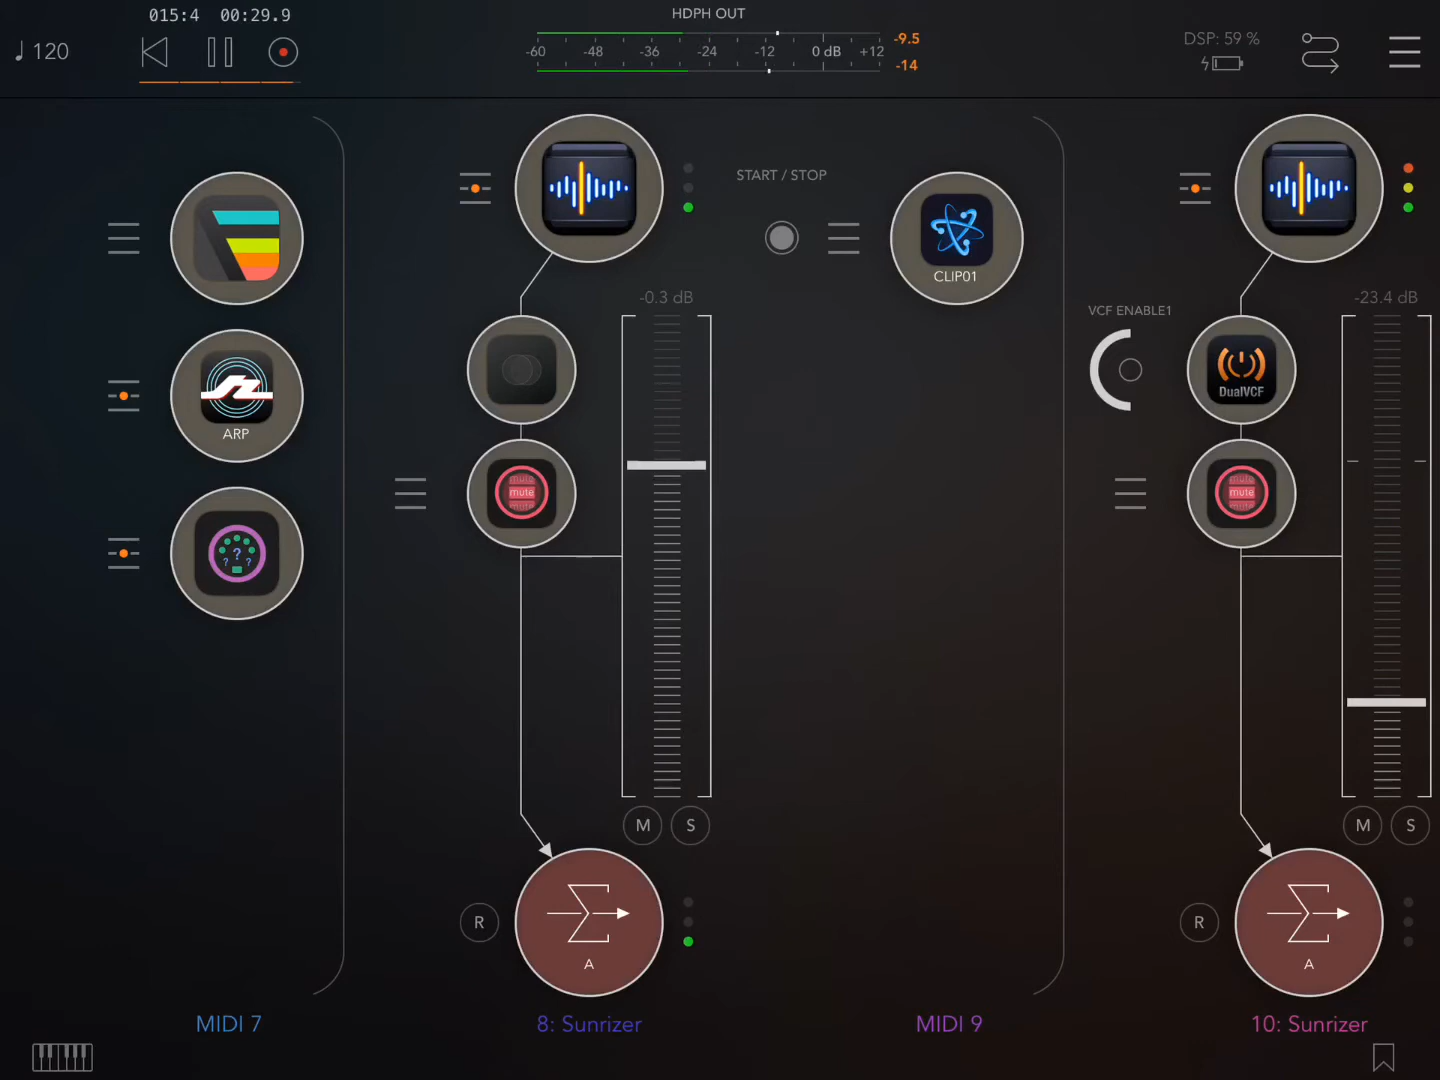 015:4 00:29.9
♩ 120
HDPH OUT
-60 -48 -36 -24 -12 0 dB +12
-9.5
-14
DSP: 59 %
START / STOP
CLIP01
-0.3 dB
-23.4 dB
VCF ENABLE1
DualVCF
ARP
mute
mute
? ? ?
M S
M S
R
A
R
A
MIDI 7
8: Sunrizer
MIDI 9
10: Sunrizer